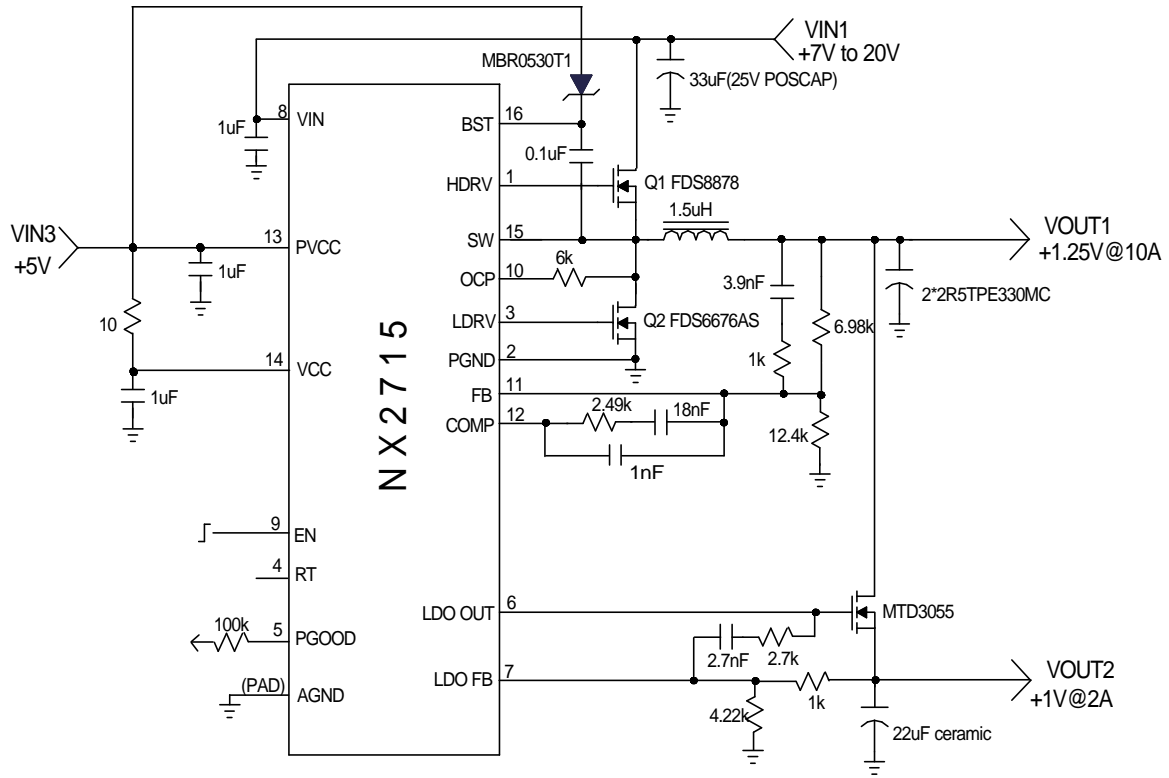 VIN1
+7V to 20V
MBR0530T1
33uF(25V POSCAP)
8
VIN
1uF
16
BST
0.1uF
HDRV
1
Q1 FDS8878
1.5uH
VIN3
+5V
13
PVCC
1uF
SW
15
VOUT1
+1.25V@10A
OCP
10
6k
3.9nF
2*2R5TPE330MC
LDRV
3
Q2 FDS6676AS
6.98k
10
1k
PGND
2
14
VCC
1uF
FB
11
COMP
12
2.49k
18nF
12.4k
1nF
NX2715
9
EN
4
RT
100k
5
PGOOD
(PAD)
AGND
LDO OUT
6
MTD3055
2.7nF
2.7k
LDO FB
7
VOUT2
+1V@2A
4.22k
1k
22uF ceramic